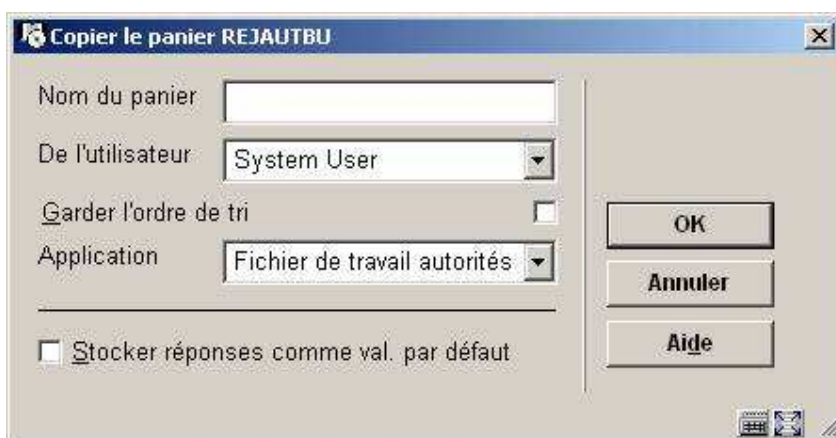 Copier le panier REJAUTBU
Nom du panier
De l'utilisateur System User
Garder l'ordre de tri
Application Fichier de travail autorités
Stocker réponses comme val. par défaut
OK
Annuler
Aide